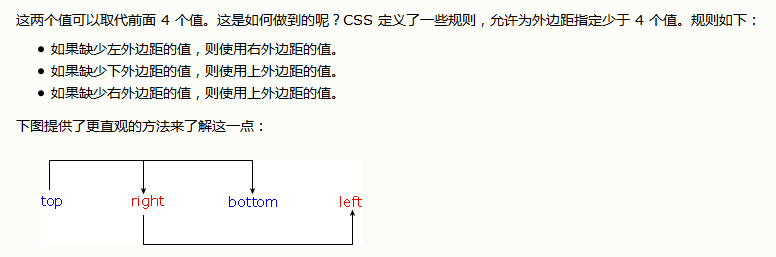 这两个值可以取代前面 4 个值。这是如何做到的呢？CSS 定义了一些规则，允许为外边距指定少于 4 个值。规则如下：
● 如果缺少左外边距的值，则使用右外边距的值。
● 如果缺少下外边距的值，则使用上外边距的值。
● 如果缺少右外边距的值，则使用上外边距的值。
下图提供了更直观的方法来了解这一点：
top right bottom left